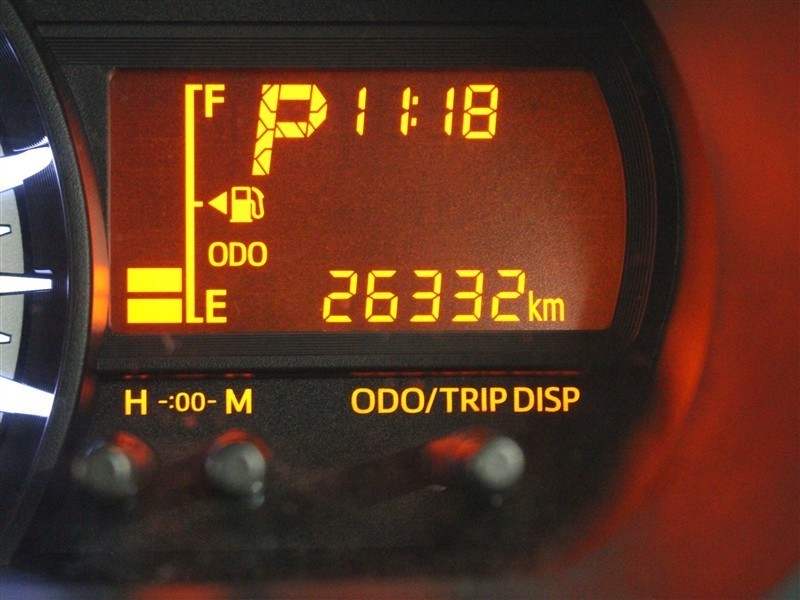 F P 11:18
ODO
E 26332km
H -:00- M ODO/TRIP DISP